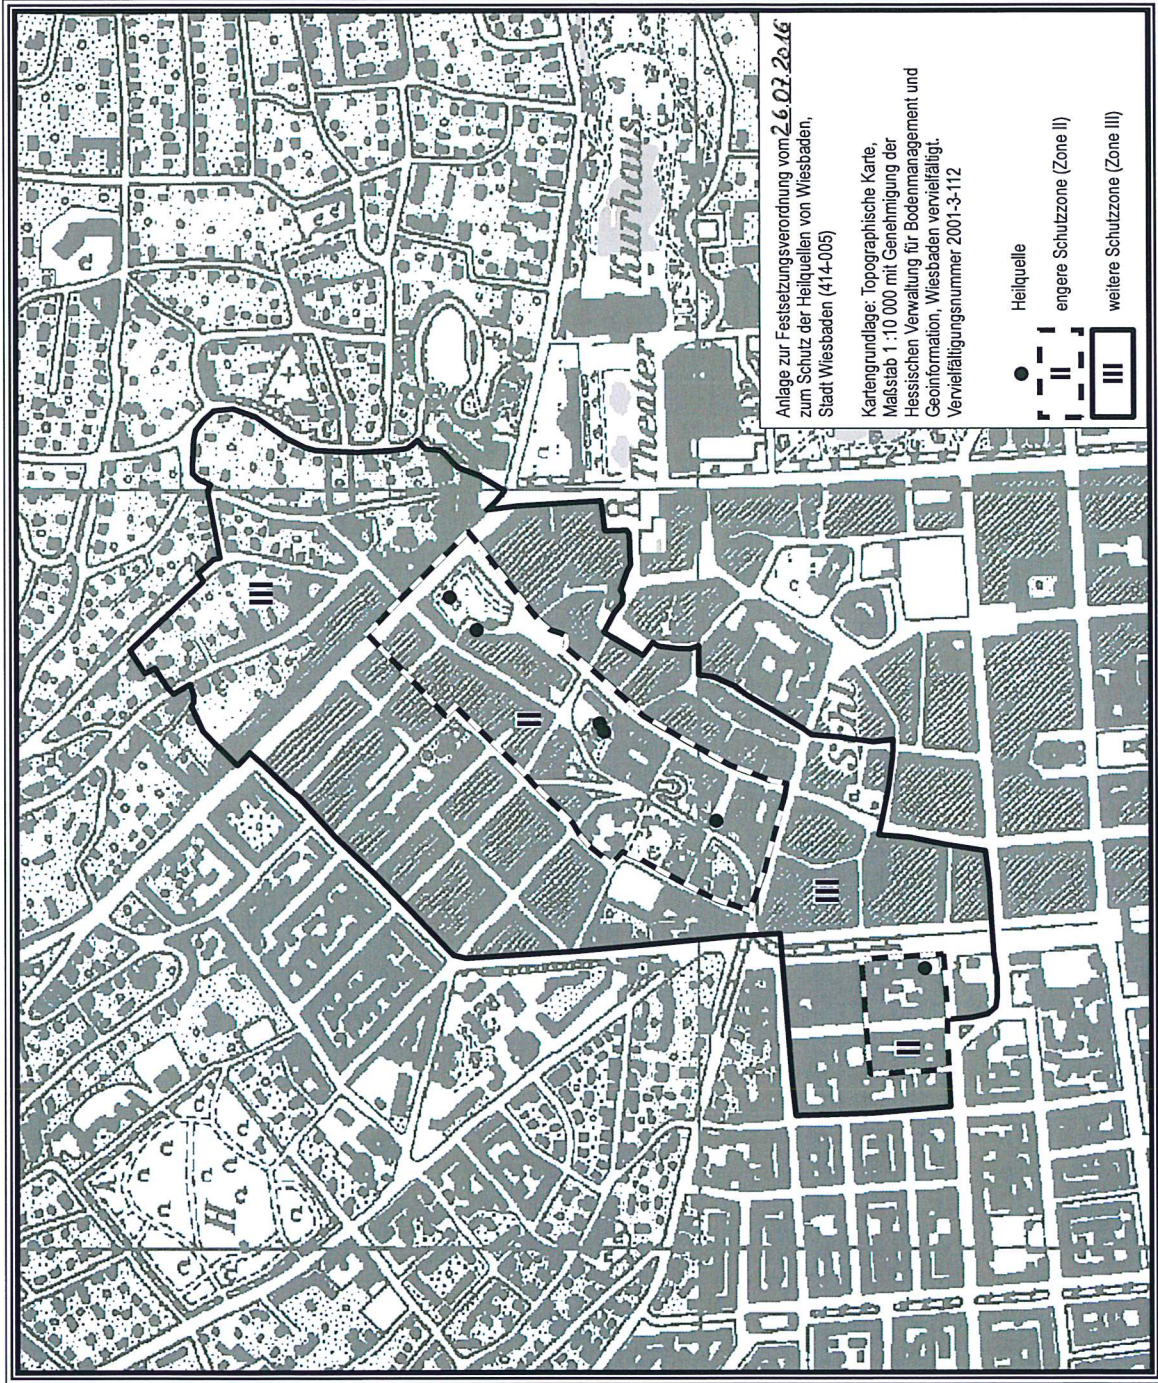 Anlage zur Festsetzungsverordnung vom 26.07.2016
zum Schutz der Heilquellen von Wiesbaden,
Stadt Wiesbaden (414-005)
Kartengrundlage: Topographische Karte,
Maßstab 1 :10 000 mit Genehmigung der
Hessischen Verwaltung für Bodenmanagement und
Geoinformation, Wiesbaden vervielfältigt.
Vervielfältigungsnummer 2001-3-112
Heilquelle
II engere Schutzzone (Zone II)
III weitere Schutzzone (Zone III)
Kurhaus
Theater
III
II
III
II
H